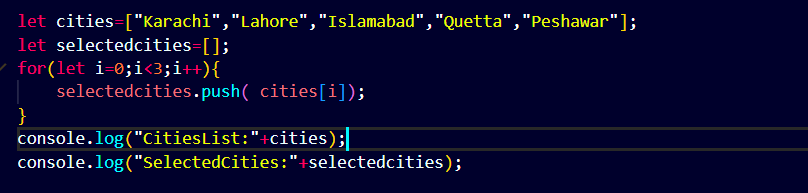 let cities=["Karachi","Lahore","Islamabad","Quetta","Peshawar"];
let selectedcities=[];
for(let i=0;i<3;i++){
    selectedcities.push( cities[i]);
}
console.log("CitiesList:"+cities);
console.log("SelectedCities:"+selectedcities);